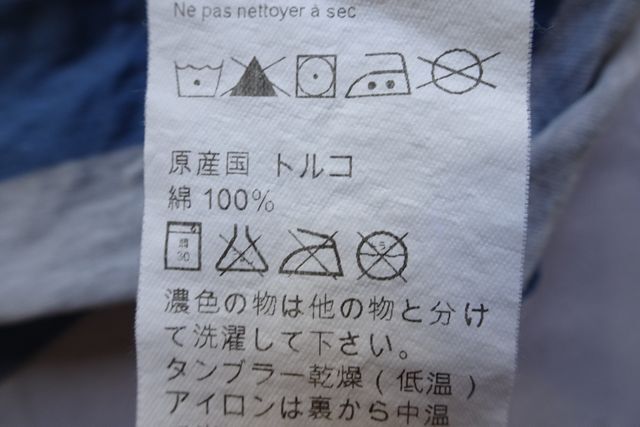 Ne pas nettoyer à sec
原産国 トルコ
綿 100%
30
濃色の物は他の物と分け
て洗濯して下さい。
タンブラー乾燥(低温)
アイロンは裏から中温